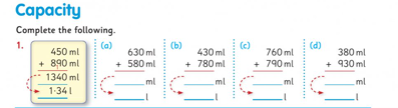 Capacity
Complete the following.
1. 450 ml (a) 630 ml (b) 430 ml (c) 760 ml (d) 380 ml
+ 890 ml + 580 ml + 780 ml + 790 ml + 930 ml
1340 ml ml ml ml ml
1·34 l l l l l